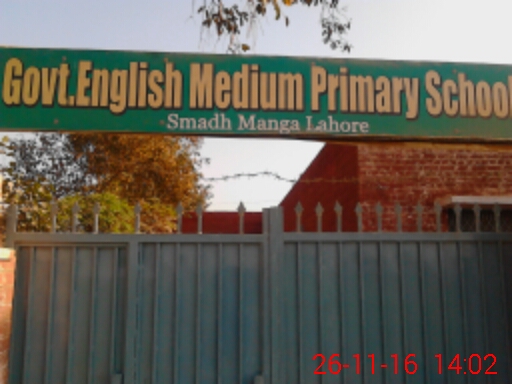 Govt.English Medium Primary School
Smadh Manga Lahore
26-11-16 14:02